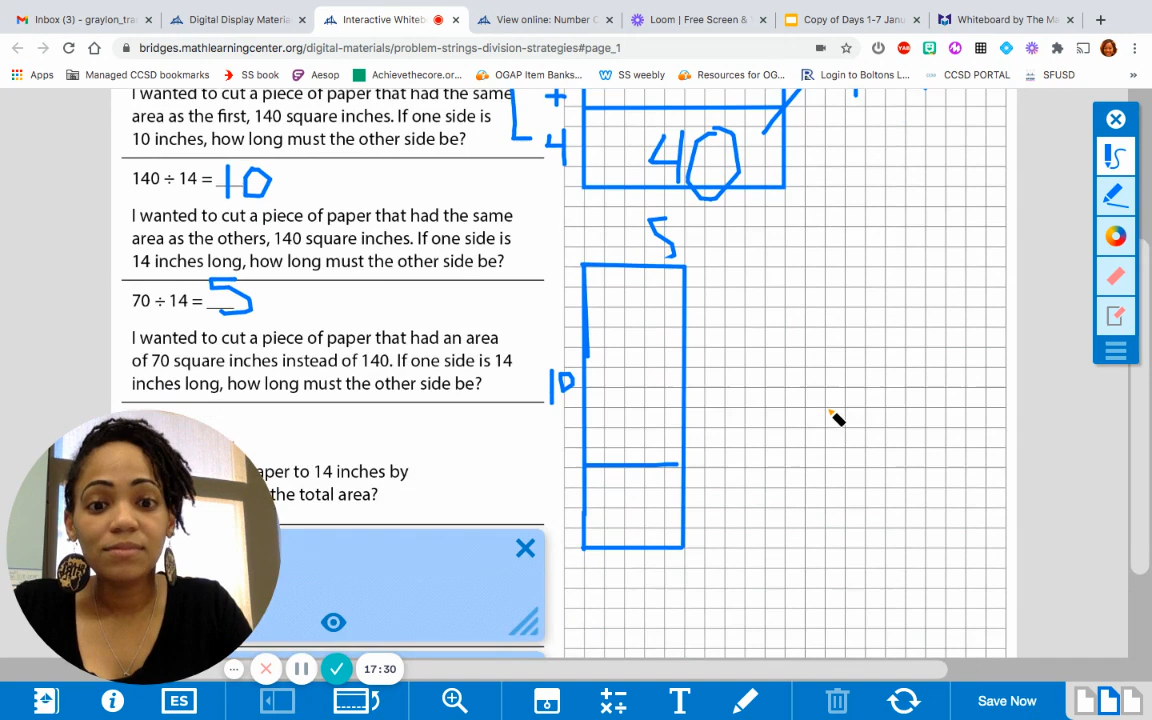 Inbox (3) - graylon_tra
Digital Display Materia
Interactive Whiteb
View online: Number C
Loom | Free Screen &
Copy of Days 1-7 Janu
Whiteboard by The Ma
bridges.mathlearningcenter.org/digital-materials/problem-strings-division-strategies#page_1
Apps
Managed CCSD bookmarks
SS book
Aesop
Achievethecore.or...
OGAP Item Banks...
SS weekly
Resources for OG...
Login to Boltons L...
CCSD PORTAL
SFUSD
»
I wanted to cut a piece of paper that had the same
area as the first, 140 square inches. If one side is
10 inches, how long must the other side be?
140 ÷ 14 = 10
I wanted to cut a piece of paper that had the same
area as the others, 140 square inches. If one side is
14 inches long, how long must the other side be?
70 ÷ 14 = 5
I wanted to cut a piece of paper that had an area
of 70 square inches instead of 140. If one side is 14
inches long, how long must the other side be?
aper to 14 inches by
the total area?
+
4
40
5
10
17:30
ES
T
Save Now